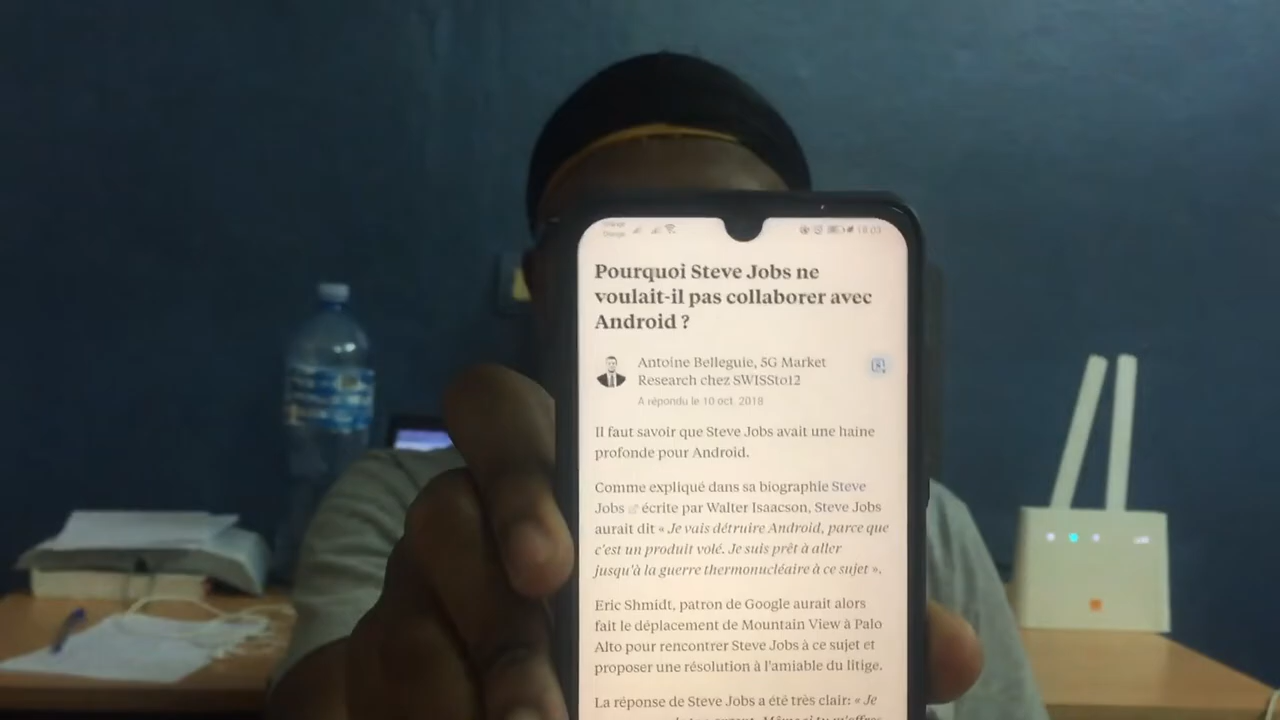 Orange
Orange
18:03
Pourquoi Steve Jobs ne
voulait-il pas collaborer avec
Android ?
Antoine Belleguie, 5G Market
Research chez SWISSto12
A répondu le 10 oct. 2018
Il faut savoir que Steve Jobs avait une haine
profonde pour Android.
Comme expliqué dans sa biographie Steve
Jobs écrite par Walter Isaacson, Steve Jobs
aurait dit « Je vais détruire Android, parce que
c'est un produit volé. Je suis prêt à aller
jusqu'à la guerre thermonucléaire à ce sujet ».
Eric Shmidt, patron de Google aurait alors
fait le déplacement de Mountain View à Palo
Alto pour rencontrer Steve Jobs à ce sujet et
proposer une résolution à l'amiable du litige.
La réponse de Steve Jobs a été très clair: « Je